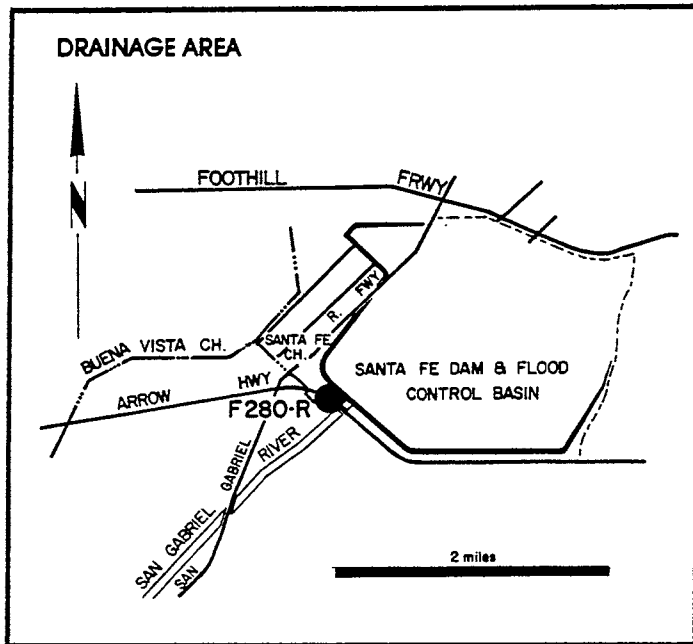 DRAINAGE AREA
N
FOOTHILL FRWY
R. FWY
SANTA FE
CH.
BUENA VISTA CH.
SANTA FE DAM & FLOOD
CONTROL BASIN
ARROW HWY
F280-R
SAN GABRIEL RIVER
SAN GABRIEL
2 miles